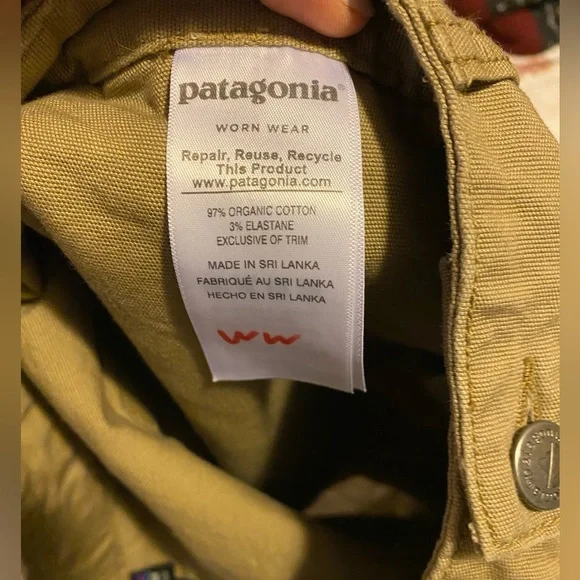 patagonia®
WORN WEAR
Repair, Reuse, Recycle
This Product
www.patagonia.com
97% ORGANIC COTTON
3% ELASTANE
EXCLUSIVE OF TRIM
MADE IN SRI LANKA
FABRIQUÉ AU SRI LANKA
HECHO EN SRI LANKA
WW